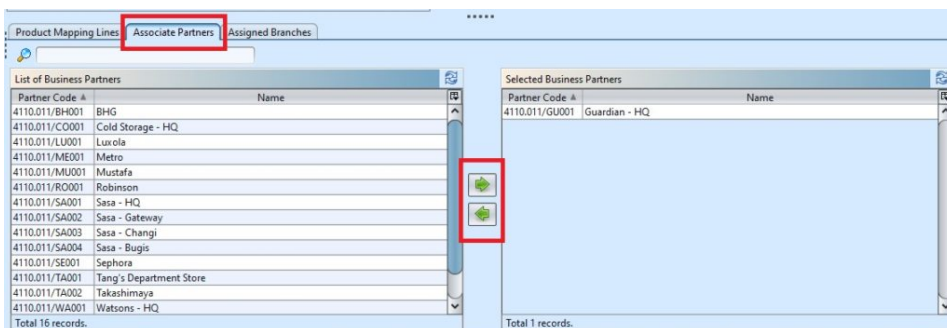 Product Mapping Lines Associate Partners Assigned Branches
List of Business Partners
Partner Code Name
4110.011/BH001 BHG
4110.011/CO001 Cold Storage - HQ
4110.011/LU001 Luxola
4110.011/ME001 Metro
4110.011/MU001 Mustafa
4110.011/RO001 Robinson
4110.011/SA001 Sasa - HQ
4110.011/SA002 Sasa - Gateway
4110.011/SA003 Sasa - Changi
4110.011/SA004 Sasa - Bugis
4110.011/SE001 Sephora
4110.011/TA001 Tang's Department Store
4110.011/TA002 Takashimaya
4110.011/WA001 Watsons - HQ
Total 16 records.
Selected Business Partners
Partner Code Name
4110.011/GU001 Guardian - HQ
Total 1 records.